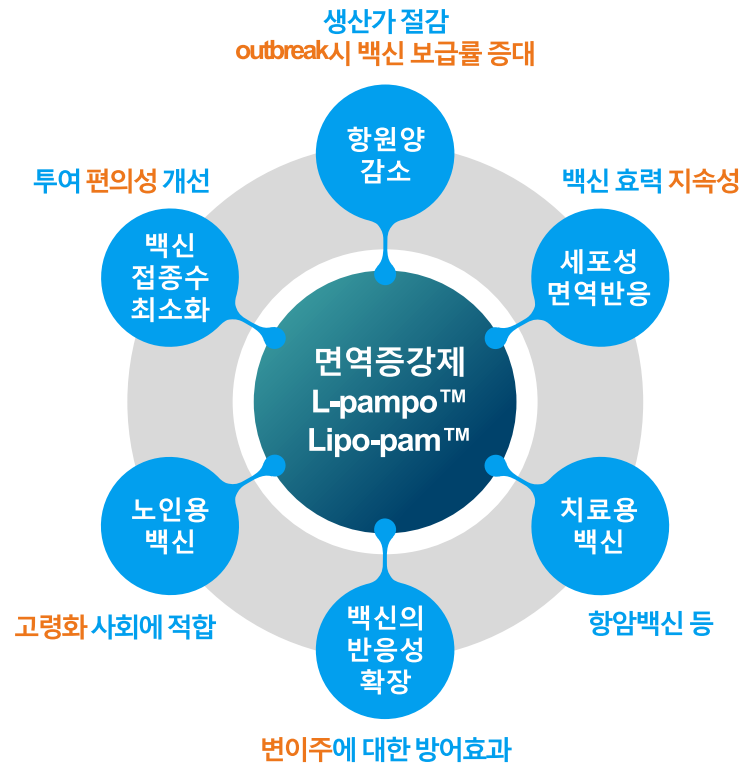 생산가 절감
outbreak시 백신 보급률 증대
항원양
감소
투여 편의성 개선
백신
접종수
최소화
백신 효력 지속성
세포성
면역반응
면역증강제
L-pampo™
Lipo-pam™
노인용
백신
고령화 사회에 적합
치료용
백신
항암백신 등
백신의
반응성
확장
변이주에 대한 방어효과